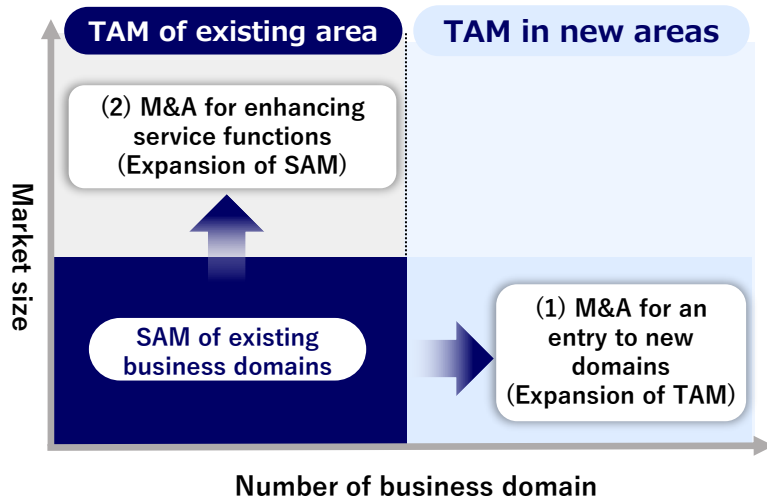 TAM of existing area
TAM in new areas
(2) M&A for enhancing
service functions
(Expansion of SAM)
Market size
SAM of existing
business domains
(1) M&A for an
entry to new
domains
(Expansion of TAM)
Number of business domain